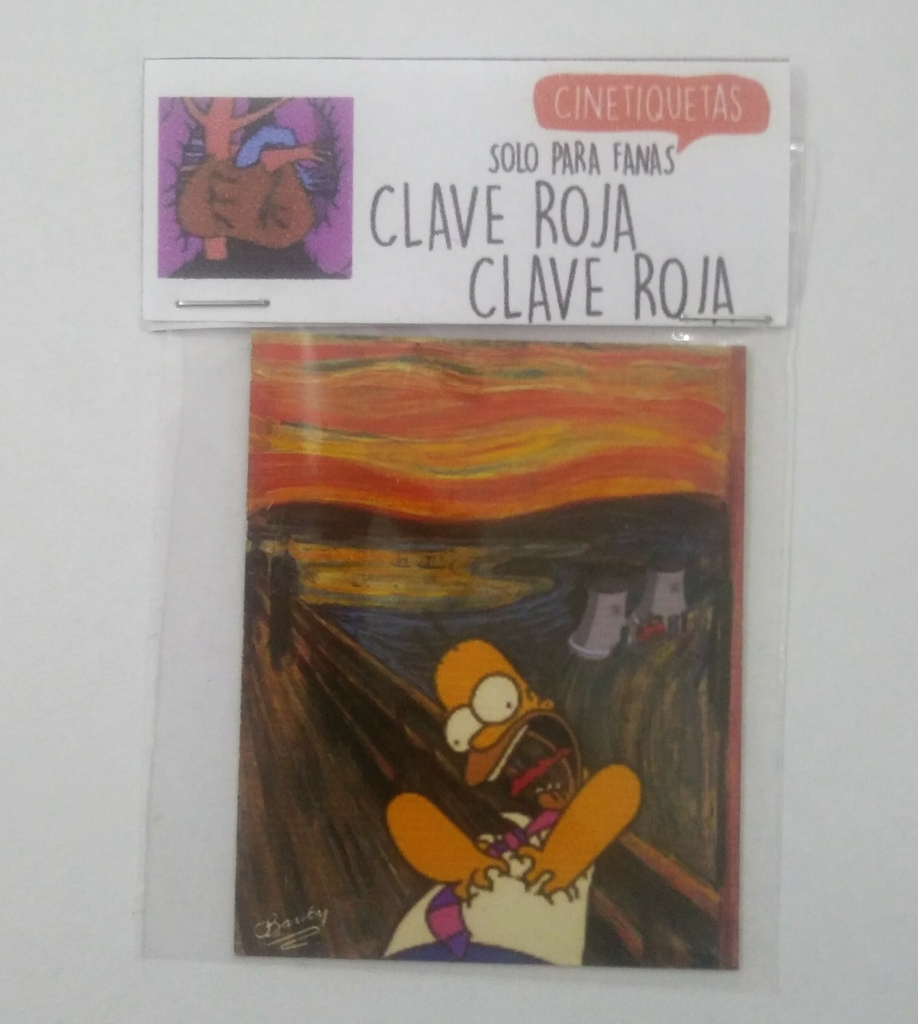 CINETIQUETAS
SOLO PARA FANAS
CLAVE ROJA
CLAVE ROJA